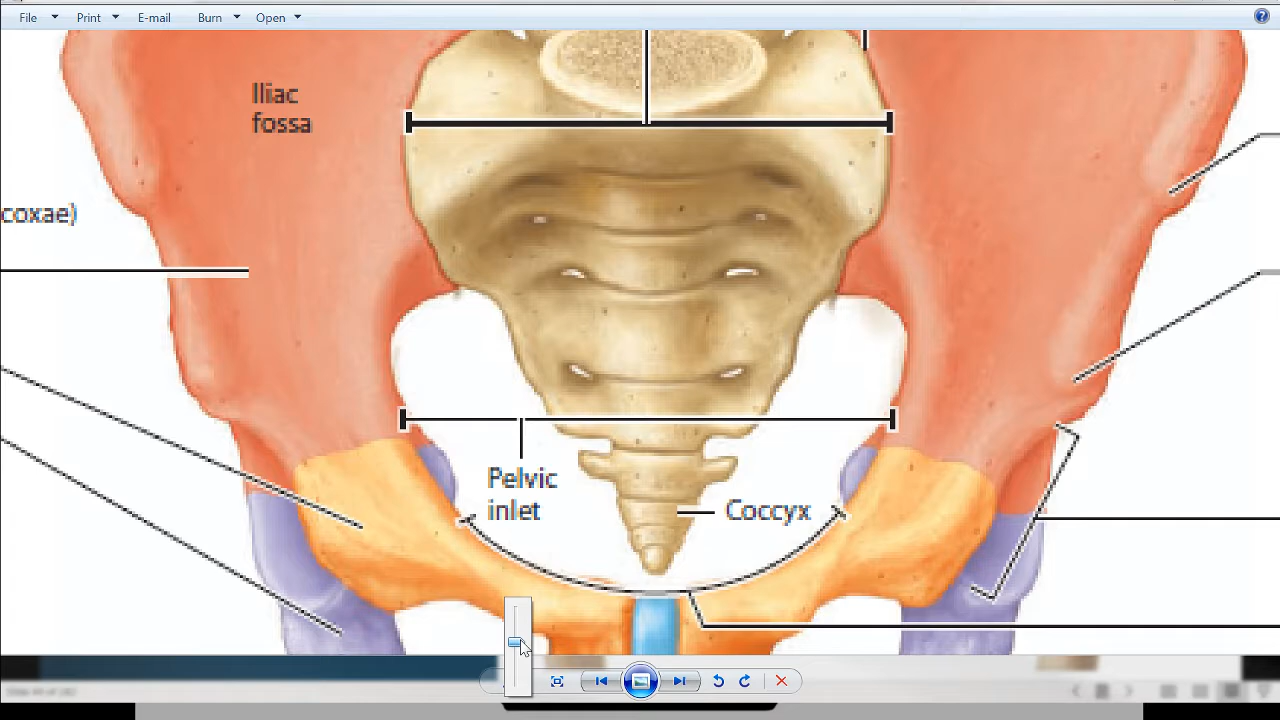 File Print E-mail Burn Open
Iliac
fossa
coxae)
Pelvic
inlet
Coccyx